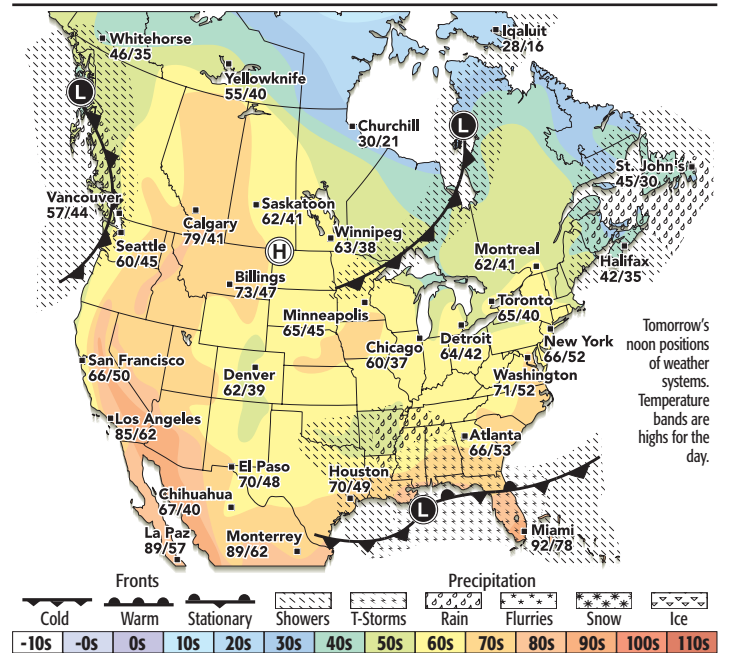 Iqaluit
28/16
Whitehorse
46/35
Yellowknife
55/40
L
Churchill
30/21
L
St. John's
45/30
Vancouver
57/44
Saskatoon
62/41
Calgary
79/41
Winnipeg
63/38
Seattle
60/45
H
Montreal
62/41
Halifax
42/35
Billings
73/47
Minneapolis
65/45
Toronto
65/40
San Francisco
66/50
Denver
62/39
Chicago
60/37
Detroit
64/42
New York
66/52
Washington
71/52
Tomorrow's
noon positions
of weather
systems.
Temperature
bands are
highs for the
day.
Los Angeles
85/62
Atlanta
66/53
El Paso
70/48
Houston
70/49
Chihuahua
67/40
L
La Paz
89/57
Monterrey
89/62
Miami
92/78
Fronts
Precipitation
Cold Warm Stationary Showers T-Storms Rain Flurries Snow Ice
-10s -0s 0s 10s 20s 30s 40s 50s 60s 70s 80s 90s 100s 110s